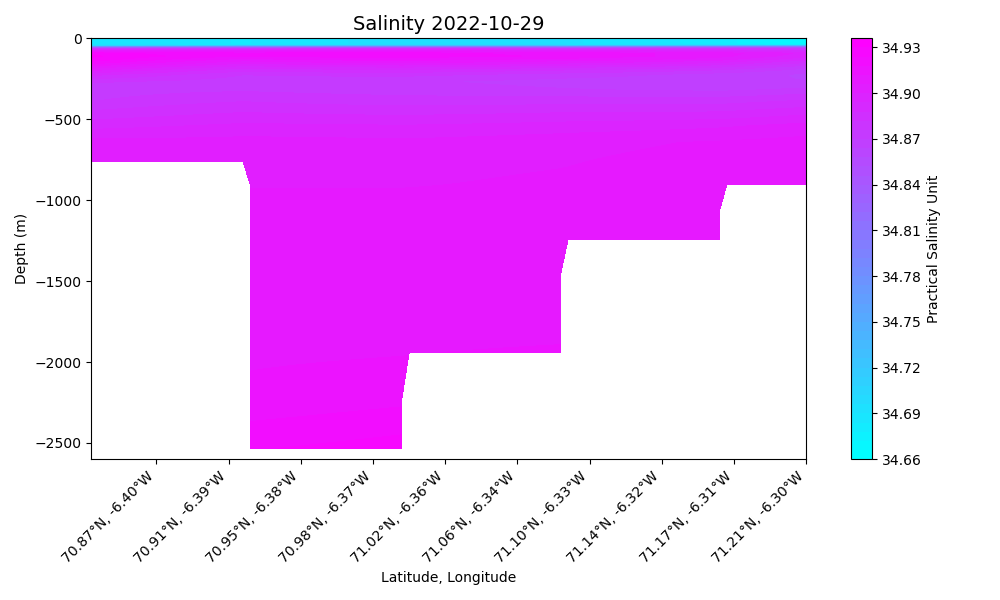 Salinity 2022-10-29
0
−500
−1000
−1500
−2000
−2500
Depth (m)
70.87°N, -6.40°W
70.91°N, -6.39°W
70.95°N, -6.38°W
70.98°N, -6.37°W
71.02°N, -6.36°W
71.06°N, -6.34°W
71.10°N, -6.33°W
71.14°N, -6.32°W
71.17°N, -6.31°W
71.21°N, -6.30°W
Latitude, Longitude
34.93
34.90
34.87
34.84
34.81
34.78
34.75
34.72
34.69
34.66
Practical Salinity Unit